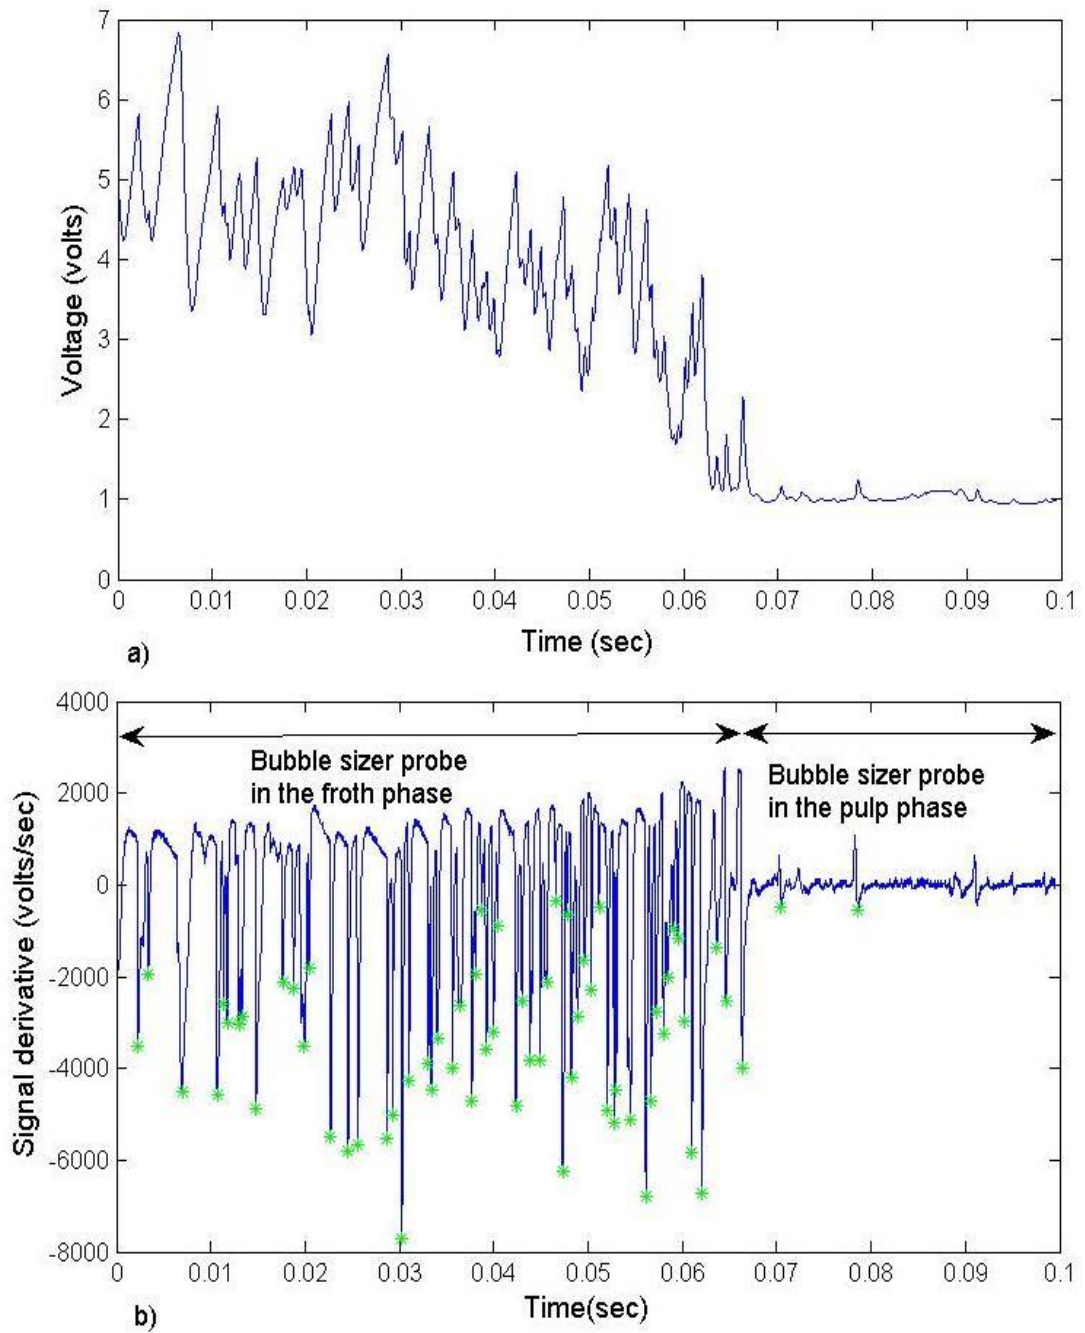 7
6
5
4
3
2
1
0
Voltage (volts)
0 0.01 0.02 0.03 0.04 0.05 0.06 0.07 0.08 0.09 0.1
Time (sec)
a)
4000
2000
0
-2000
-4000
-6000
-8000
Signal derivative (volts/sec)
Bubble sizer probe
in the froth phase
Bubble sizer probe
in the pulp phase
0 0.01 0.02 0.03 0.04 0.05 0.06 0.07 0.08 0.09 0.1
Time(sec)
b)